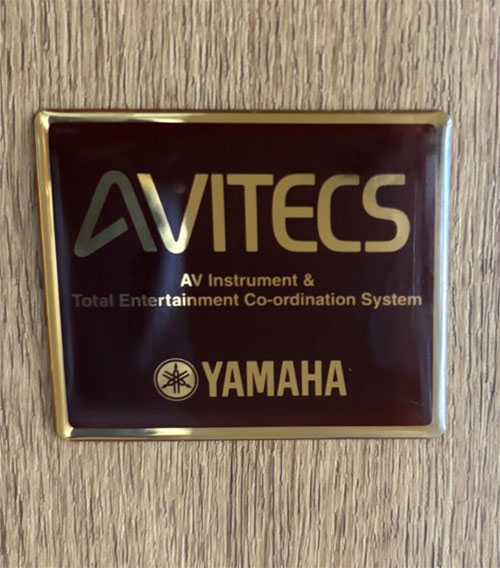 AVITECS
AV Instrument &
Total Entertainment Co-ordination System
YAMAHA